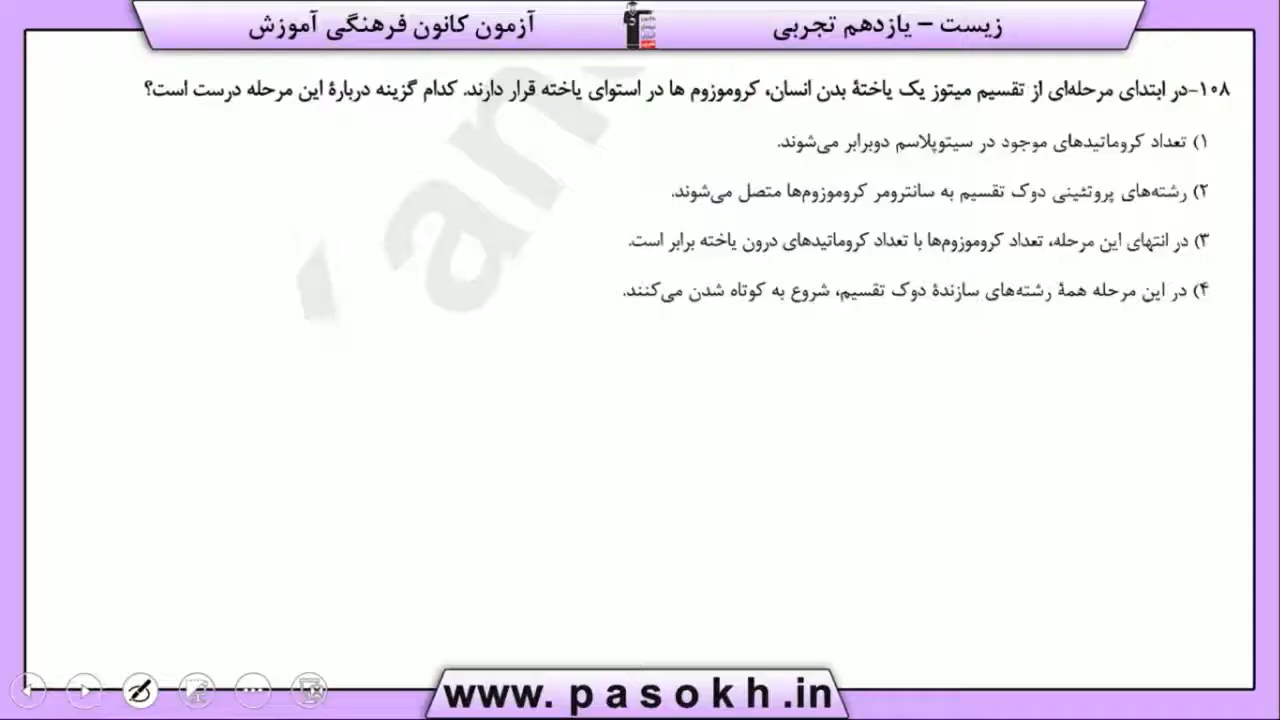 زیست – یازدهم تجربی
آزمون کانون فرهنگی آموزش
۱۰۸-در ابتدای مرحله‌ای از تقسیم میتوز یک یاختهٔ بدن انسان، کروموزوم ها در استوای یاخته قرار دارند. کدام گزینه دربارهٔ این مرحله درست است؟
۱) تعداد کروماتیدهای موجود در سیتوپلاسم دوبرابر می‌شوند.
۲) رشته‌های پروتئینی دوک تقسیم به سانترومر کروموزوم‌ها متصل می‌شوند.
۳) در انتهای این مرحله، تعداد کروموزوم‌ها با تعداد کروماتیدهای درون یاخته برابر است.
۴) در این مرحله همهٔ رشته‌های سازندهٔ دوک تقسیم، شروع به کوتاه شدن می‌کنند.
www. p a s o k h .in